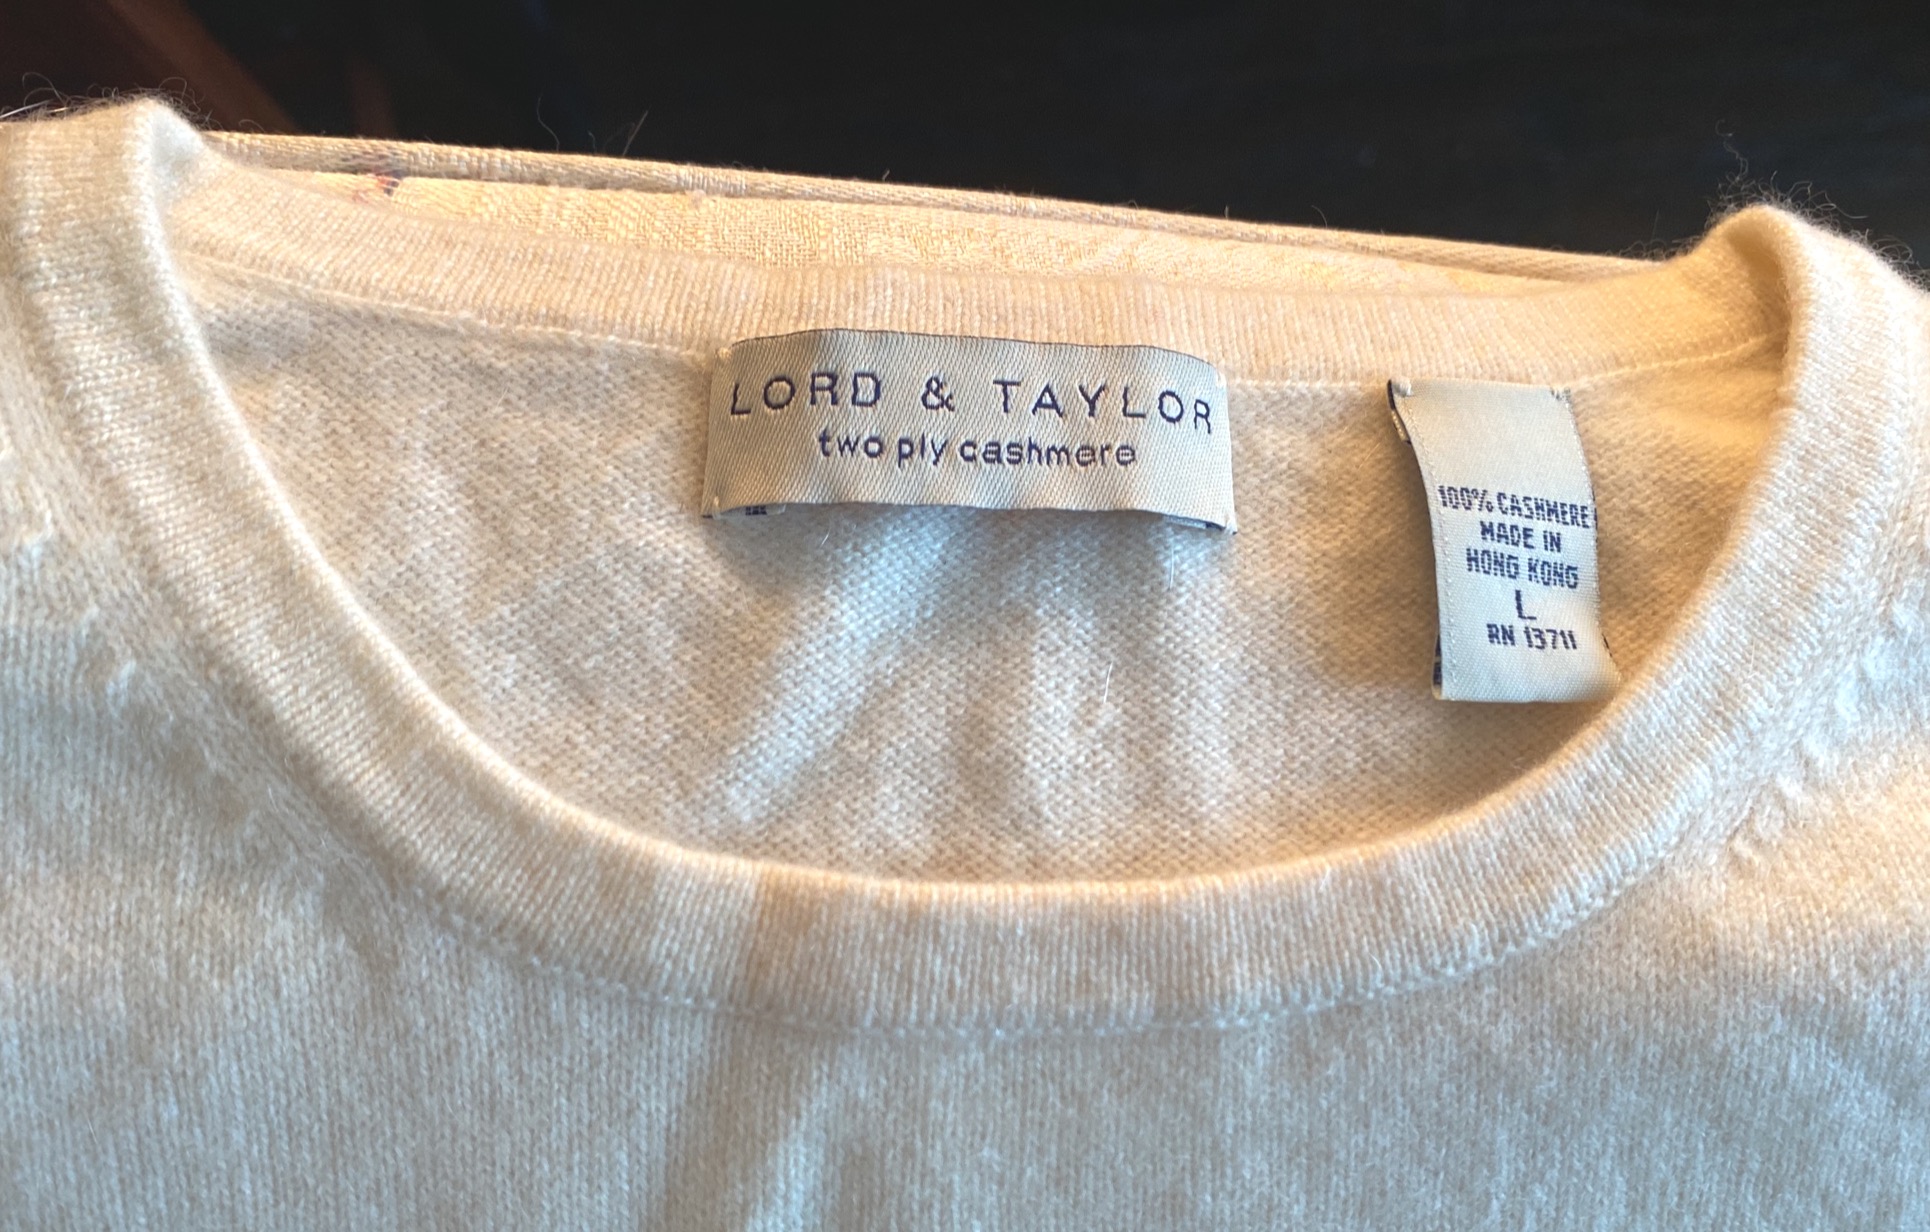 LORD & TAYLOR
two ply cashmere
100% CASHMERE
MADE IN
HONG KONG
L
RN 13711